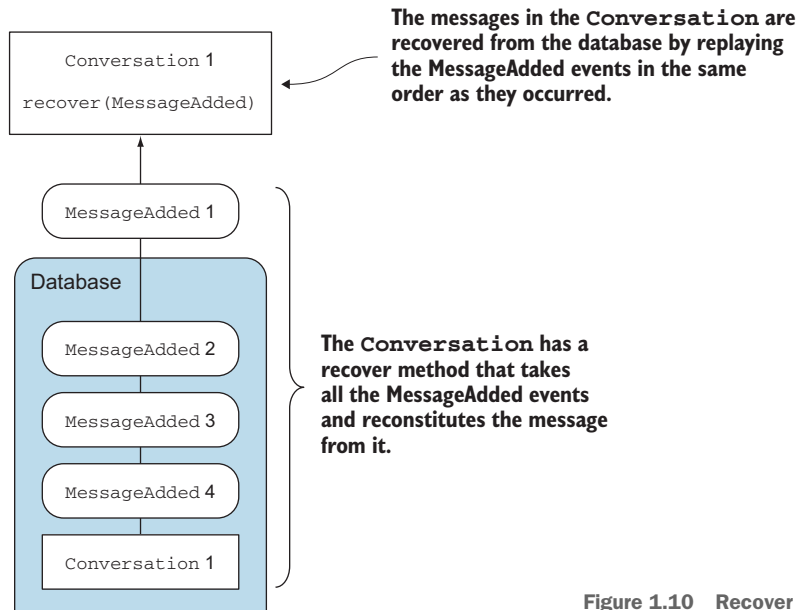 The messages in the Conversation are
recovered from the database by replaying
the MessageAdded events in the same
order as they occurred.
Conversation 1
recover(MessageAdded)
MessageAdded 1
Database
MessageAdded 2
MessageAdded 3
MessageAdded 4
Conversation 1
The Conversation has a
recover method that takes
all the MessageAdded events
and reconstitutes the message
from it.
Figure 1.10 Recover